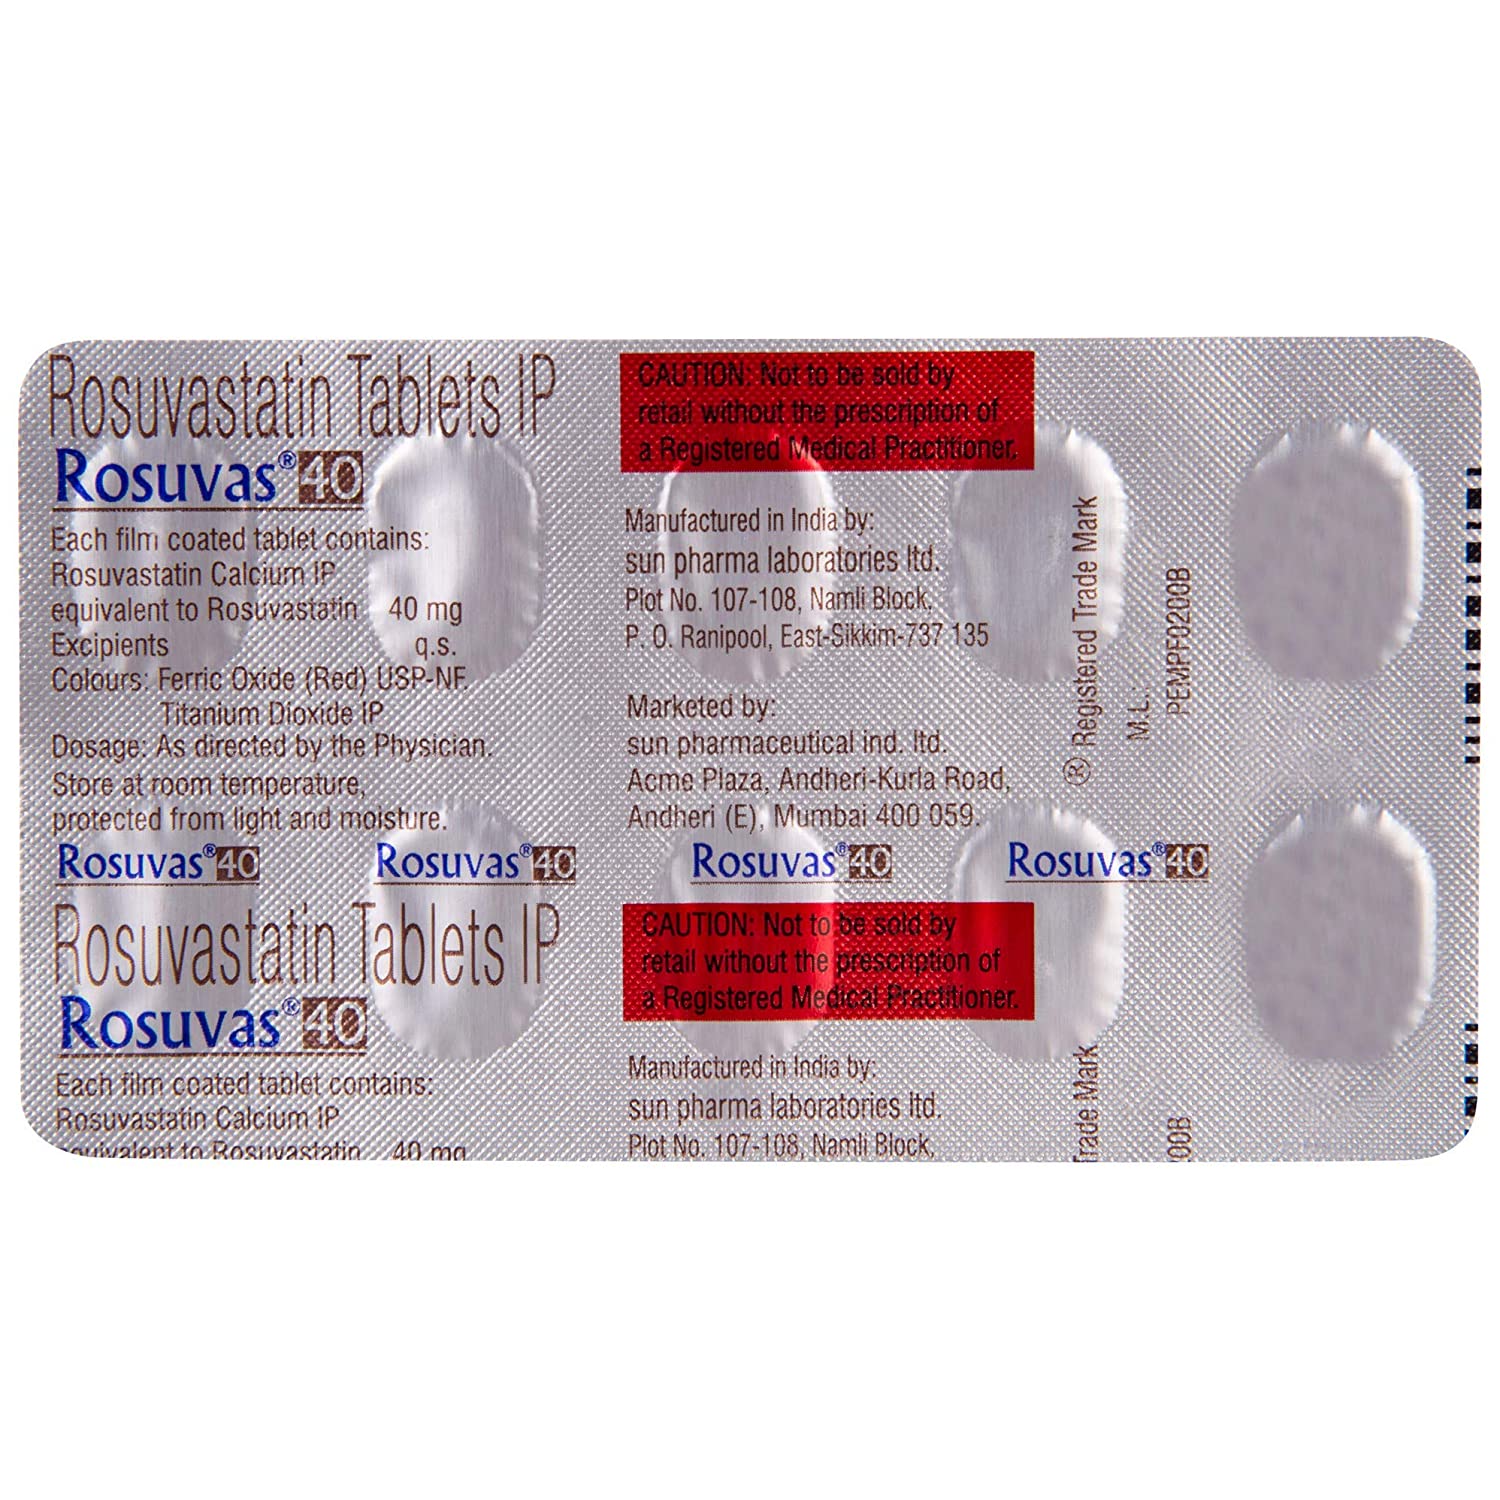 Rosuvastatin Tablets IP
Rosuvas® 40
Each film coated tablet contains:
Rosuvastatin Calcium IP
equivalent to Rosuvastatin 40 mg
Excipients q.s.
Colours: Ferric Oxide (Red) USP-NF.
Titanium Dioxide IP
Dosage: As directed by the Physician.
Store at room temperature,
protected from light and moisture.
CAUTION: Not to be sold by
retail without the prescription of
a Registered Medical Practitioner.
Manufactured in India by:
sun pharma laboratories ltd.
Plot No. 107-108, Namli Block,
P. O. Ranipool, East-Sikkim-737 135
Marketed by:
sun pharmaceutical ind. ltd.
Acme Plaza, Andheri-Kurla Road,
Andheri (E), Mumbai 400 059.
® Registered Trade Mark
M.L.:
PEMPF0200B
Rosuvas® 40 Rosuvas® 40 Rosuvas® 40 Rosuvas® 40
Rosuvastatin Tablets IP
Rosuvas® 40
Each film coated tablet contains:
Rosuvastatin Calcium IP
equivalent to Rosuvastatin 40 mg
CAUTION: Not to be sold by
retail without the prescription of
a Registered Medical Practitioner.
Manufactured in India by:
sun pharma laboratories ltd.
Plot No. 107-108, Namli Block,
Trade Mark
00B